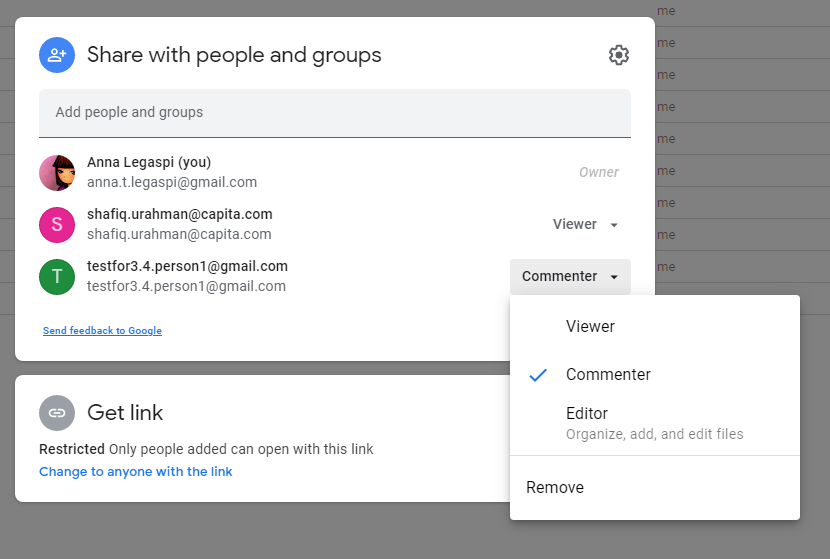 Share with people and groups
Add people and groups
Anna Legaspi (you)
anna.t.legaspi@gmail.com
Owner
shafiq.urahman@capita.com
shafiq.urahman@capita.com
Viewer
testfor3.4.person1@gmail.com
testfor3.4.person1@gmail.com
Commenter
Send feedback to Google
Viewer
Commenter
Editor
Organize, add, and edit files
Remove
Get link
Restricted Only people added can open with this link
Change to anyone with the link
me
me
me
me
me
me
me
me
me
S
T